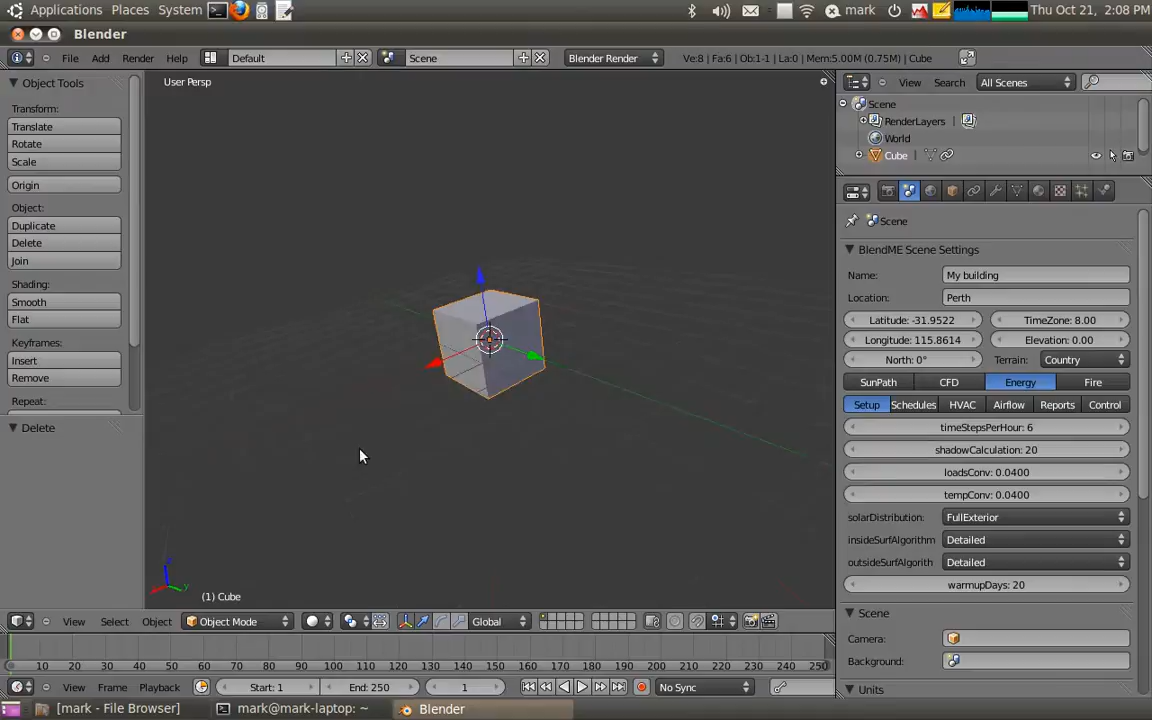 Applications Places System mark Thu Oct 21, 2:08 PM
Blender
File Add Render Help Default Scene Blender Render Ve:8 | Fa:6 | Ob:1-1 | La:0 | Mem:5.00M (0.75M) | Cube
Object Tools
Transform:
Translate
Rotate
Scale
Origin
Object:
Duplicate
Delete
Join
Shading:
Smooth
Flat
Keyframes:
Insert
Remove
Repeat:
Delete
User Persp
(1) Cube
View Search All Scenes
Scene
RenderLayers
World
Cube
Scene
BlendME Scene Settings
Name: My building
Location: Perth
Latitude: -31.9522 TimeZone: 8.00
Longitude: 115.8614 Elevation: 0.00
North: 0° Terrain: Country
SunPath CFD Energy Fire
Setup Schedules HVAC Airflow Reports Control
timeStepsPerHour: 6
shadowCalculation: 20
loadsConv: 0.0400
tempConv: 0.0400
solarDistribution: FullExterior
insideSurfAlgorithm Detailed
outsideSurfAlgorith Detailed
warmupDays: 20
Scene
Camera:
Background:
Units
View Select Object Object Mode Global
10 20 30 40 50 60 70 80 90 100 110 120 130 140 150 160 170 180 190 200 210 220 230 240 250
View Frame Playback Start: 1 End: 250 1 No Sync
[mark - File Browser] mark@mark-laptop: ~ Blender